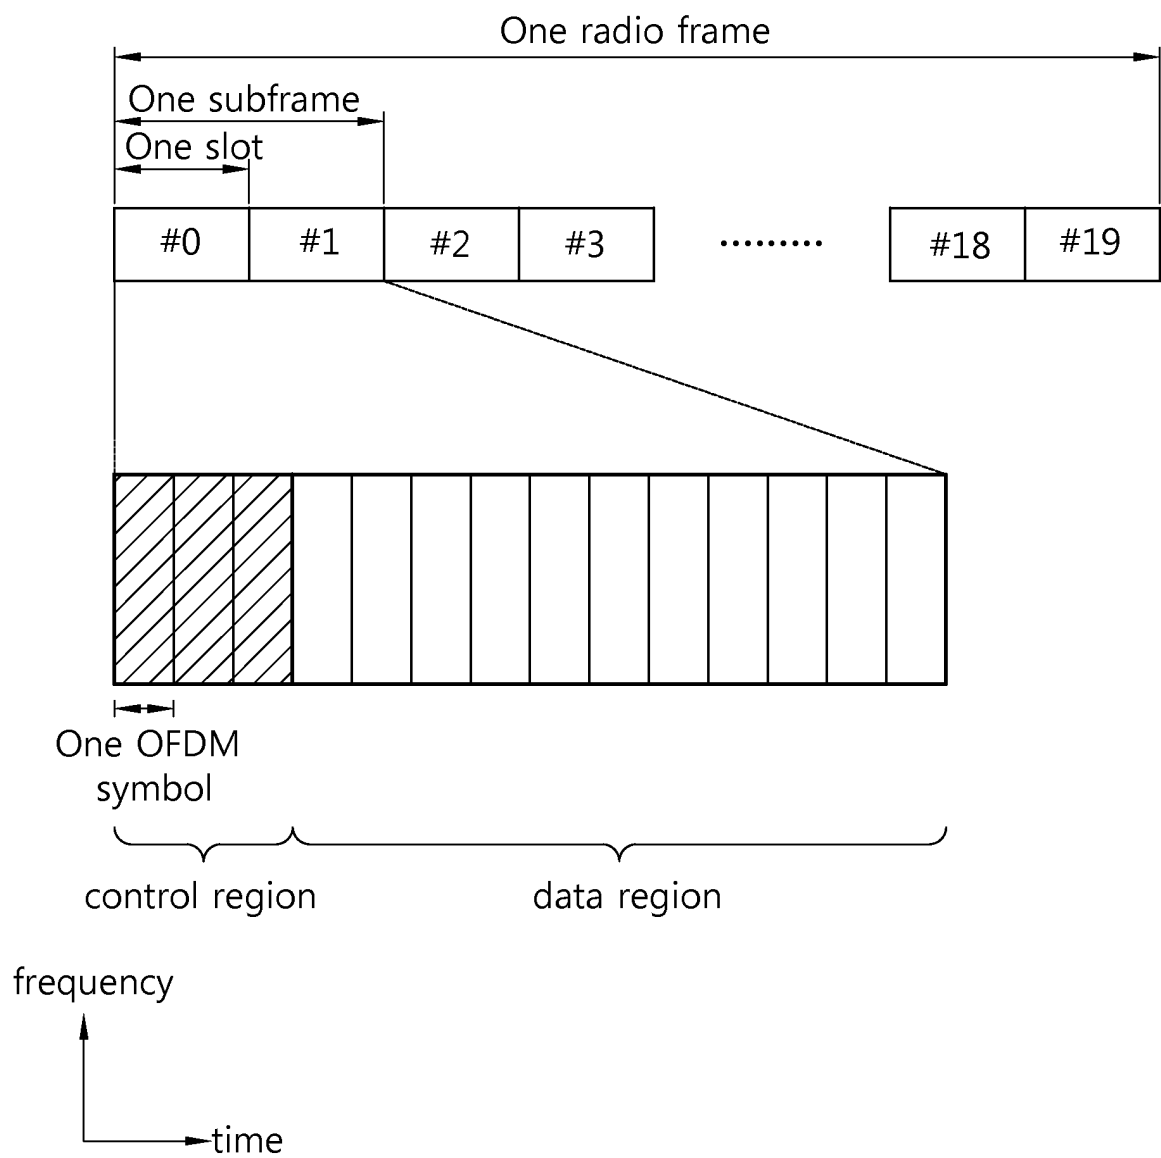 One radio frame
One subframe
One slot
#0 #1 #2 #3 ········· #18 #19
One OFDM
symbol
control region data region
frequency
time